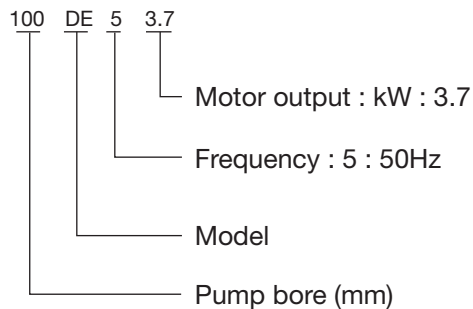 100 DE 5 3.7
Motor output : kW : 3.7
Frequency : 5 : 50Hz
Model
Pump bore (mm)